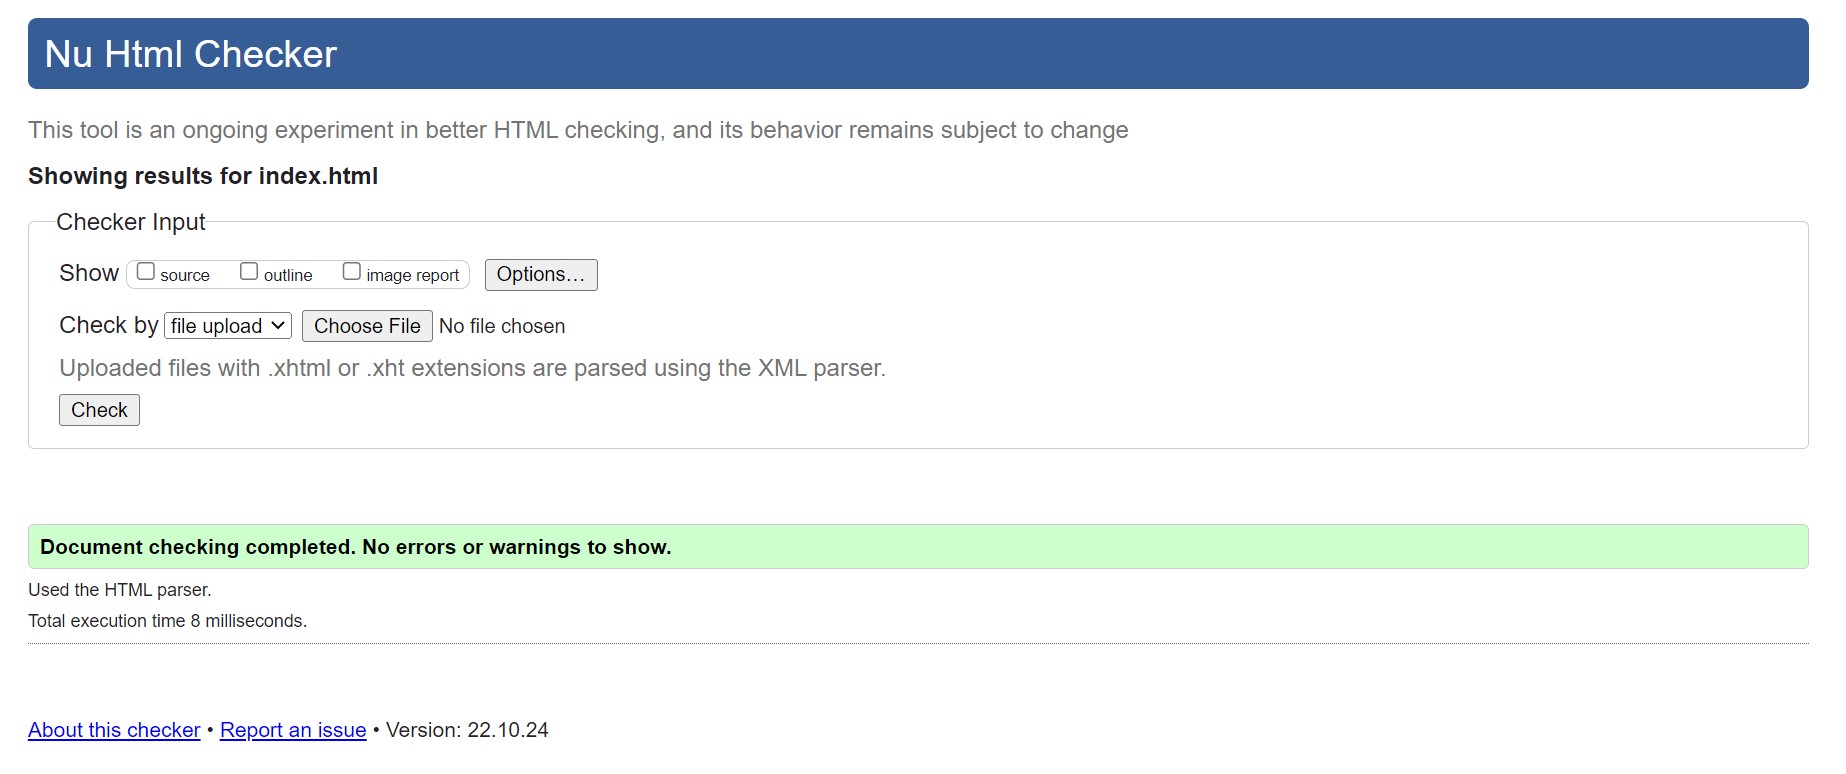 Nu Html Checker
This tool is an ongoing experiment in better HTML checking, and its behavior remains subject to change
Showing results for index.html
Checker Input
Show source outline image report Options...
Check by file upload Choose File No file chosen
Uploaded files with .xhtml or .xht extensions are parsed using the XML parser.
Check
Document checking completed. No errors or warnings to show.
Used the HTML parser.
Total execution time 8 milliseconds.
About this checker • Report an issue • Version: 22.10.24